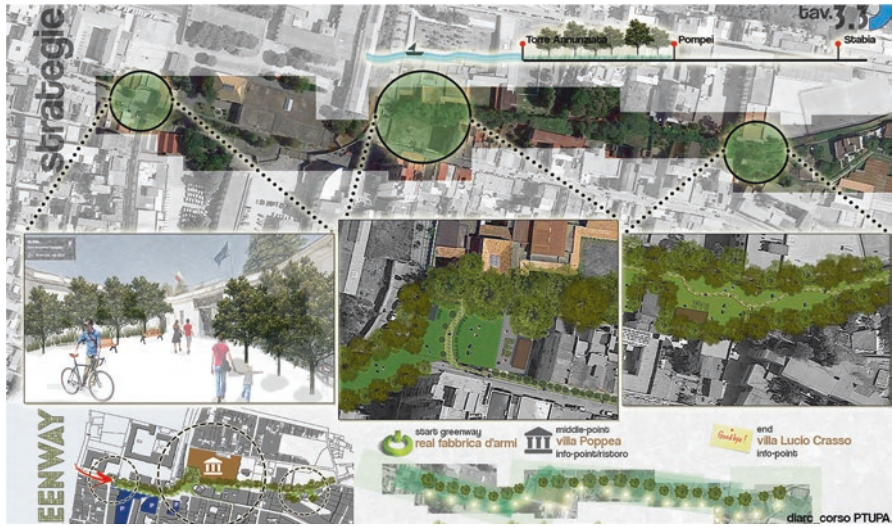 strategie
tav.3.3
Torre Annunziata
Pompei
Stabia
EENWAY
start greenway
real fabbrica d'armi
middle-point
villa Poppea
info-point/ristoro
Goodbye!
end
villa Lucio Crasso
info-point
diarc_corso PTUPA